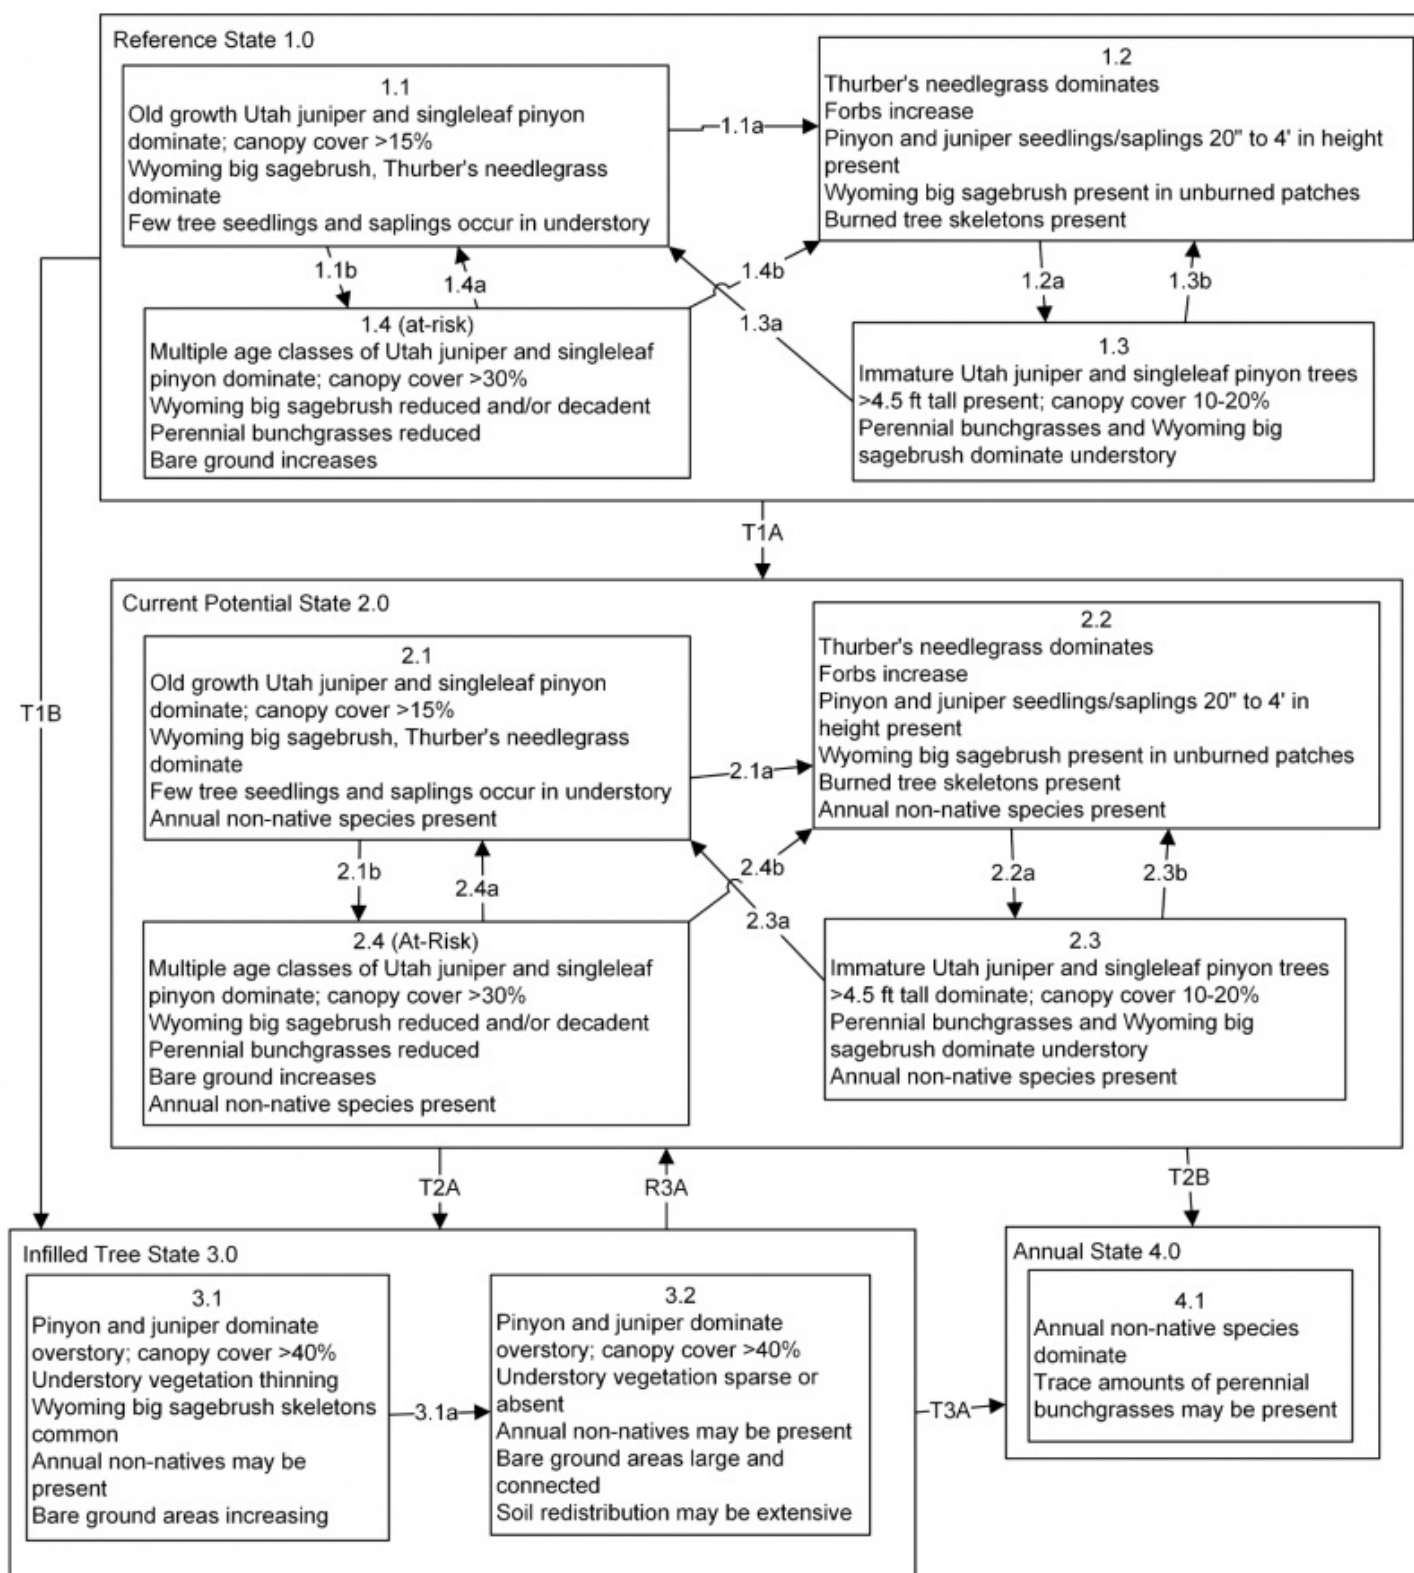 Reference State 1.0
1.1
Old growth Utah juniper and singleleaf pinyon
dominate; canopy cover >15%
Wyoming big sagebrush, Thurber's needlegrass
dominate
Few tree seedlings and saplings occur in understory
1.1a
1.2
Thurber's needlegrass dominates
Forbs increase
Pinyon and juniper seedlings/saplings 20" to 4' in height
present
Wyoming big sagebrush present in unburned patches
Burned tree skeletons present
1.1b
1.4a
1.4b
1.3a
1.2a
1.3b
1.4 (at-risk)
Multiple age classes of Utah juniper and singleleaf
pinyon dominate; canopy cover >30%
Wyoming big sagebrush reduced and/or decadent
Perennial bunchgrasses reduced
Bare ground increases
1.3
Immature Utah juniper and singleleaf pinyon trees
>4.5 ft tall present; canopy cover 10-20%
Perennial bunchgrasses and Wyoming big
sagebrush dominate understory
T1A
T1B
Current Potential State 2.0
2.1
Old growth Utah juniper and singleleaf pinyon
dominate; canopy cover >15%
Wyoming big sagebrush, Thurber's needlegrass
dominate
Few tree seedlings and saplings occur in understory
Annual non-native species present
2.1a
2.2
Thurber's needlegrass dominates
Forbs increase
Pinyon and juniper seedlings/saplings 20" to 4' in
height present
Wyoming big sagebrush present in unburned patches
Burned tree skeletons present
Annual non-native species present
2.1b
2.4a
2.4b
2.3a
2.2a
2.3b
2.4 (At-Risk)
Multiple age classes of Utah juniper and singleleaf
pinyon dominate; canopy cover >30%
Wyoming big sagebrush reduced and/or decadent
Perennial bunchgrasses reduced
Bare ground increases
Annual non-native species present
2.3
Immature Utah juniper and singleleaf pinyon trees
>4.5 ft tall dominate; canopy cover 10-20%
Perennial bunchgrasses and Wyoming big
sagebrush dominate understory
Annual non-native species present
T2A
R3A
T2B
Infilled Tree State 3.0
3.1
Pinyon and juniper dominate
overstory; canopy cover >40%
Understory vegetation thinning
Wyoming big sagebrush skeletons
common
Annual non-natives may be
present
Bare ground areas increasing
3.1a
3.2
Pinyon and juniper dominate
overstory; canopy cover >40%
Understory vegetation sparse or
absent
Annual non-natives may be present
Bare ground areas large and
connected
Soil redistribution may be extensive
T3A
Annual State 4.0
4.1
Annual non-native species
dominate
Trace amounts of perennial
bunchgrasses may be present